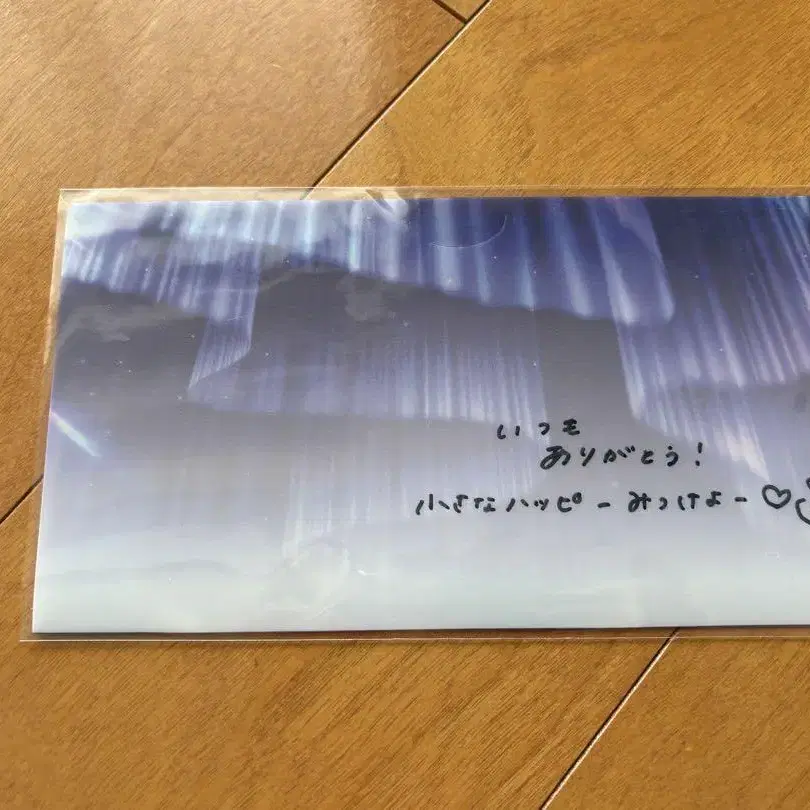 いつも
ありがとう!
小さなハッピーみつけよー♡